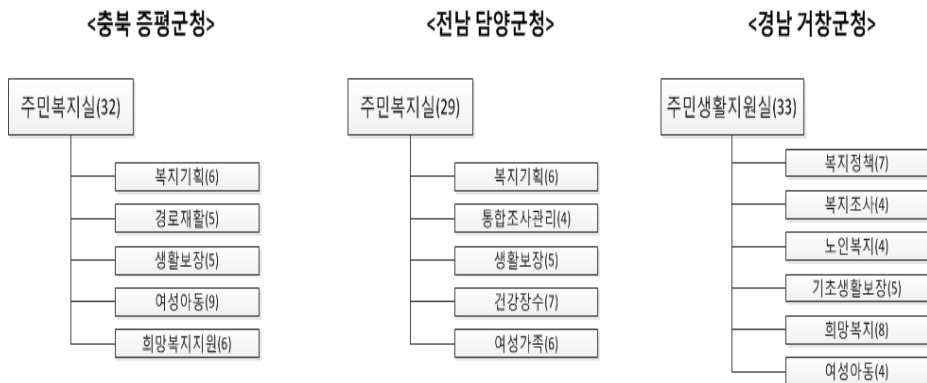 <충북 증평군청>
주민복지실(32)
복지기획(6)
경로재활(5)
생활보장(5)
여성아동(9)
희망복지지원(6)
<전남 담양군청>
주민복지실(29)
복지기획(6)
통합조사관리(4)
생활보장(5)
건강장수(7)
여성가족(6)
<경남 거창군청>
주민생활지원실(33)
복지정책(7)
복지조사(4)
노인복지(4)
기초생활보장(5)
희망복지(8)
여성아동(4)